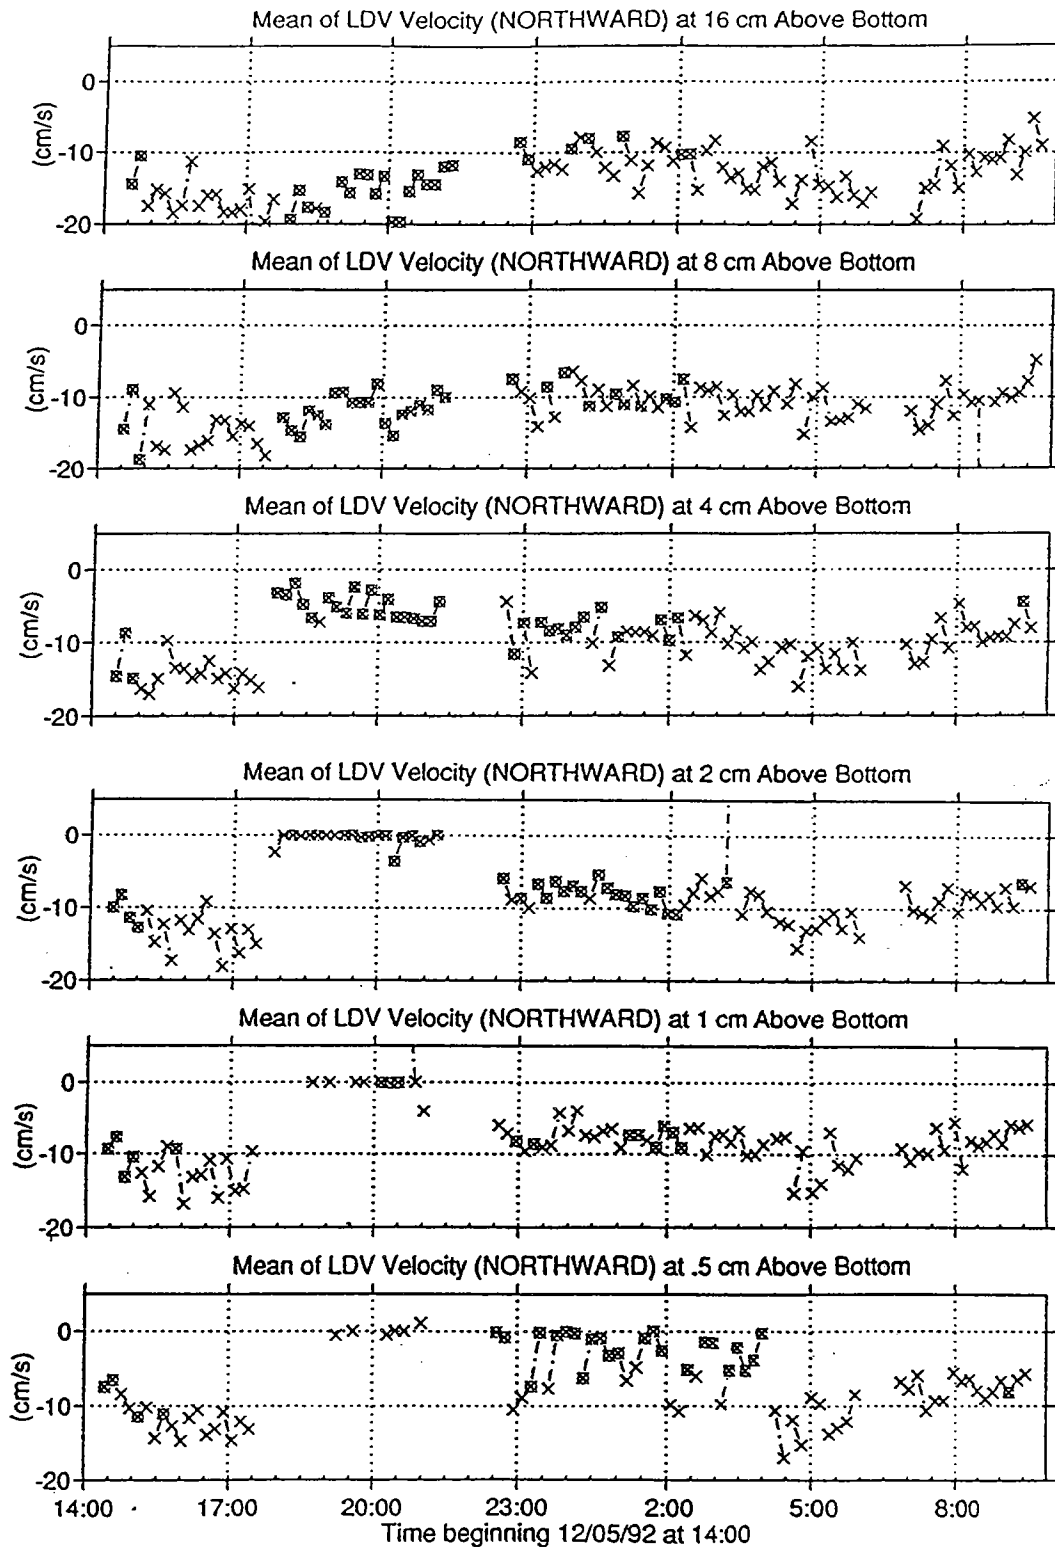 Mean of LDV Velocity (NORTHWARD) at 16 cm Above Bottom
0
-10
-20
(cm/s)
Mean of LDV Velocity (NORTHWARD) at 8 cm Above Bottom
0
-10
-20
(cm/s)
Mean of LDV Velocity (NORTHWARD) at 4 cm Above Bottom
0
-10
-20
(cm/s)
Mean of LDV Velocity (NORTHWARD) at 2 cm Above Bottom
0
-10
-20
(cm/s)
Mean of LDV Velocity (NORTHWARD) at 1 cm Above Bottom
0
-10
-20
(cm/s)
Mean of LDV Velocity (NORTHWARD) at .5 cm Above Bottom
0
-10
-20
(cm/s)
14:00 17:00 20:00 23:00 2:00 5:00 8:00
Time beginning 12/05/92 at 14:00